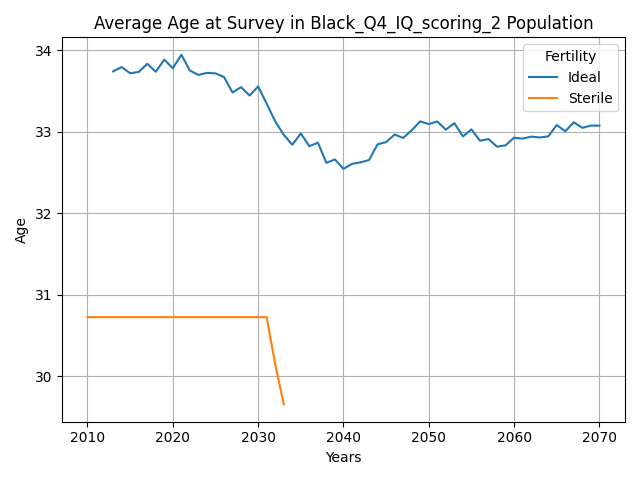 Average Age at Survey in Black_Q4_IQ_scoring_2 Population
Fertility
Ideal
Sterile
34
33
32
31
30
Age
2010 2020 2030 2040 2050 2060 2070
Years